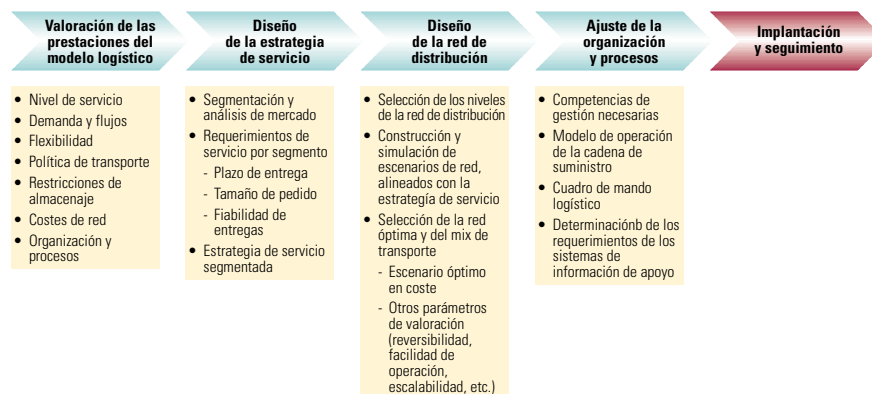 Valoración de las
prestaciones del
modelo logístico
Diseño
de la estrategia
de servicio
Diseño
de la red de
distribución
Ajuste de la
organización
y procesos
Implantación
y seguimiento
• Nivel de servicio
• Demanda y flujos
• Flexibilidad
• Política de transporte
• Restricciones de
almacenaje
• Costes de red
• Organización y
procesos
• Segmentación y
análisis de mercado
• Requerimientos de
servicio por segmento
- Plazo de entrega
- Tamaño de pedido
- Fiabilidad de
entregas
• Estrategia de servicio
segmentada
• Selección de los niveles
de la red de distribución
• Construcción y
simulación de
escenarios de red,
alineados con la
estratégía de servicio
• Selección de la red
óptima y del mix de
transporte
- Escenario óptimo
en coste
- Otros parámetros
de valoración
(reversibilidad,
facilidad de
operación,
escalabilidad, etc.)
• Competencias de
gestión necesarias
• Modelo de operación
de la cadena de
suministro
• Cuadro de mando
logístico
• Determinaciónb de los
requerimientos de los
sistemas de
información de apoyo